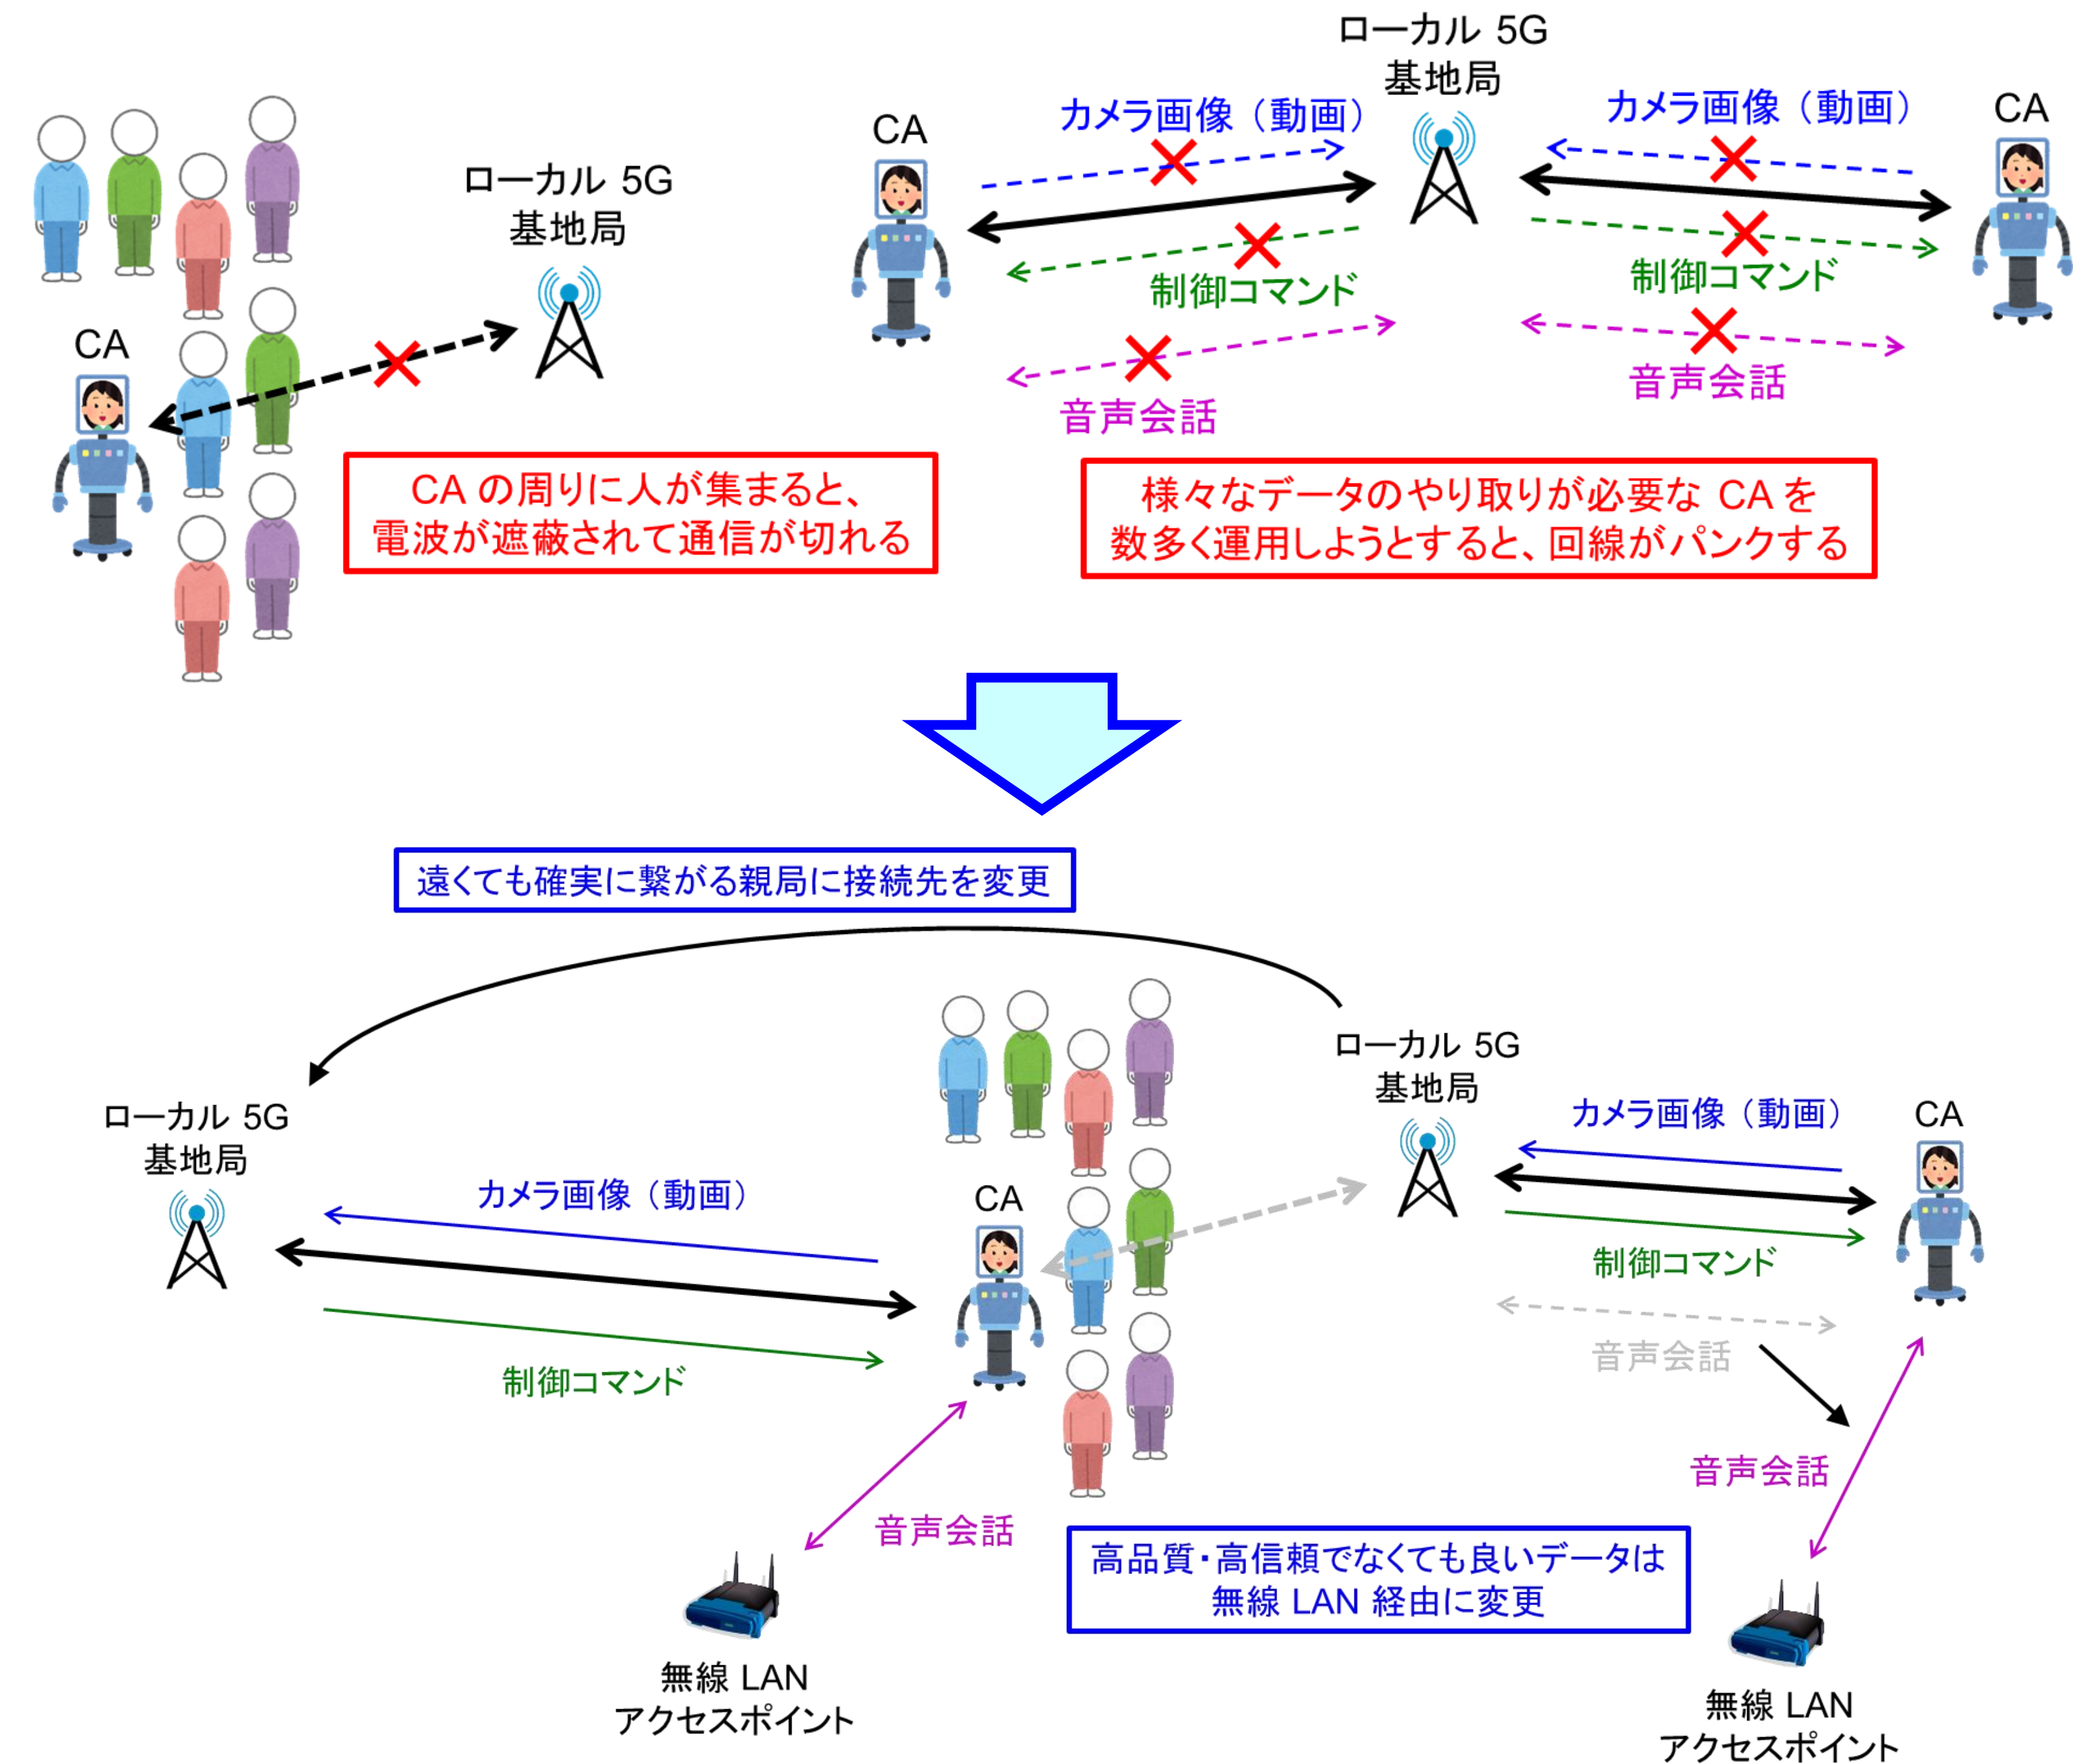 ローカル 5G
基地局
CA
カメラ画像（動画）
制御コマンド
音声会話
カメラ画像（動画）
CA
制御コマンド
音声会話
ローカル 5G
基地局
CA
CA の周りに人が集まると、
電波が遮蔽されて通信が切れる
様々なデータのやり取りが必要な CA を
数多く運用しようとすると、回線がパンクする
遠くても確実に繋がる親局に接続先を変更
ローカル 5G
基地局
カメラ画像（動画）
制御コマンド
CA
音声会話
無線 LAN
アクセスポイント
ローカル 5G
基地局
カメラ画像（動画）
CA
制御コマンド
音声会話
音声会話
高品質・高信頼でなくても良いデータは
無線 LAN 経由に変更
無線 LAN
アクセスポイント